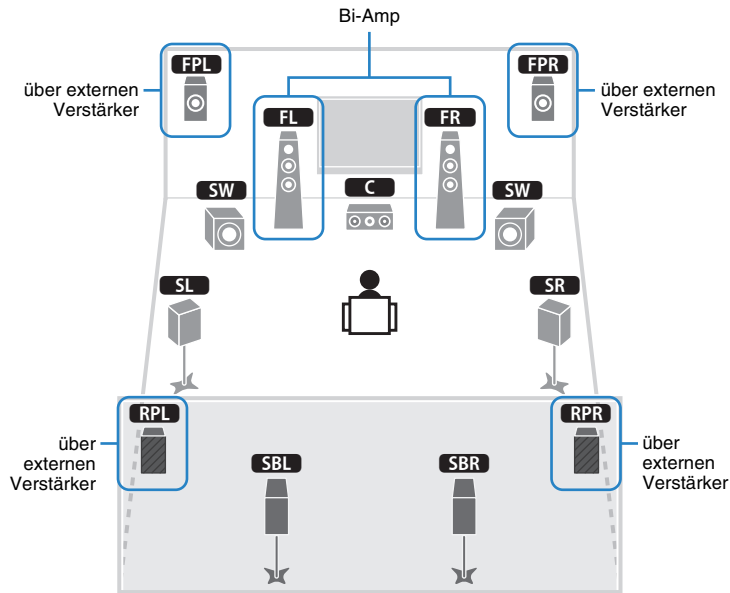 Bi-Amp
FPL
FPR
über externen
Verstärker
über externen
Verstärker
FL
FR
SW
C
SW
SL
SR
RPL
RPR
über
externen
Verstärker
über
externen
Verstärker
SBL
SBR